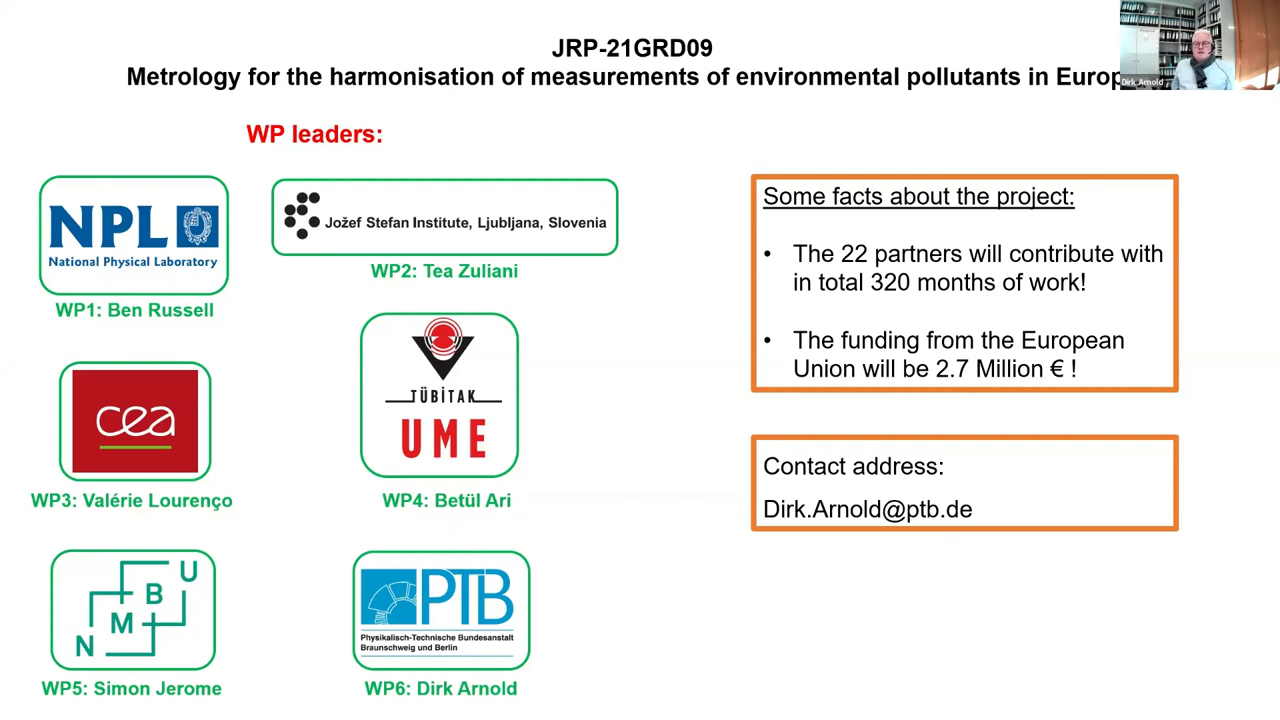 JRP-21GRD09
Metrology for the harmonisation of measurements of environmental pollutants in Europ
Dirk Arnold
WP leaders:
NPL
National Physical Laboratory
WP1: Ben Russell
Jožef Stefan Institute, Ljubljana, Slovenia
WP2: Tea Zuliani
cea
WP3: Valérie Lourenço
TÜBİTAK
UME
WP4: Betül Ari
N M B U
WP5: Simon Jerome
PTB
Physikalisch-Technische Bundesanstalt
Braunschweig und Berlin
WP6: Dirk Arnold
Some facts about the project:
• The 22 partners will contribute with
in total 320 months of work!
• The funding from the European
Union will be 2.7 Million € !
Contact address:
Dirk.Arnold@ptb.de